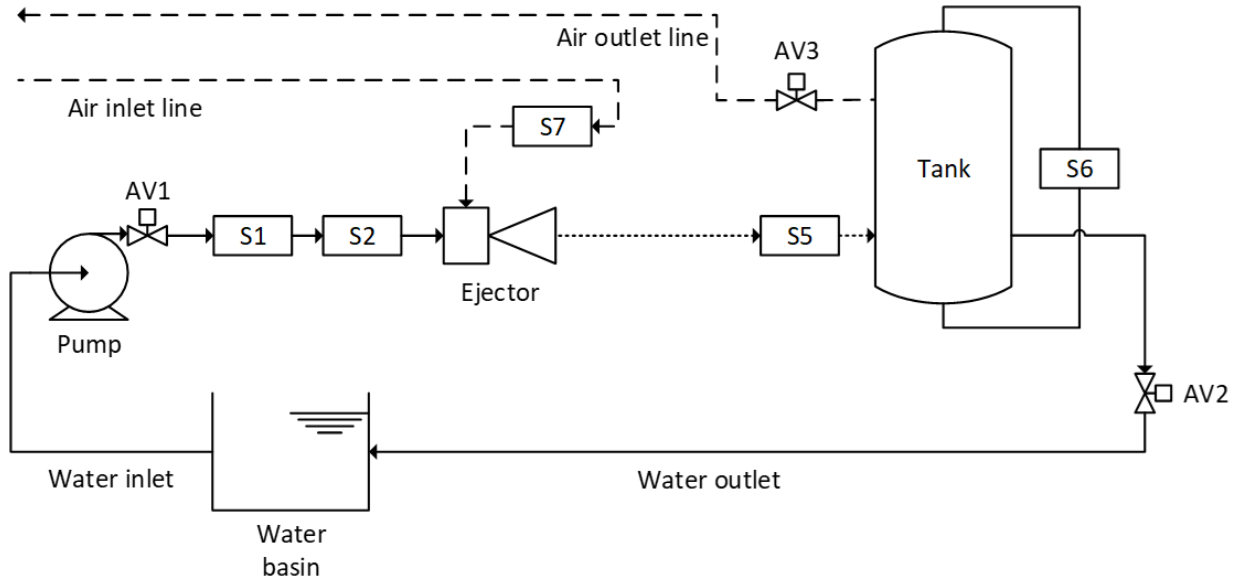 Air outlet line
AV3
Air inlet line
S7
Tank
S6
AV1
S1
S2
S5
Ejector
Pump
AV2
Water inlet
Water outlet
Water
basin